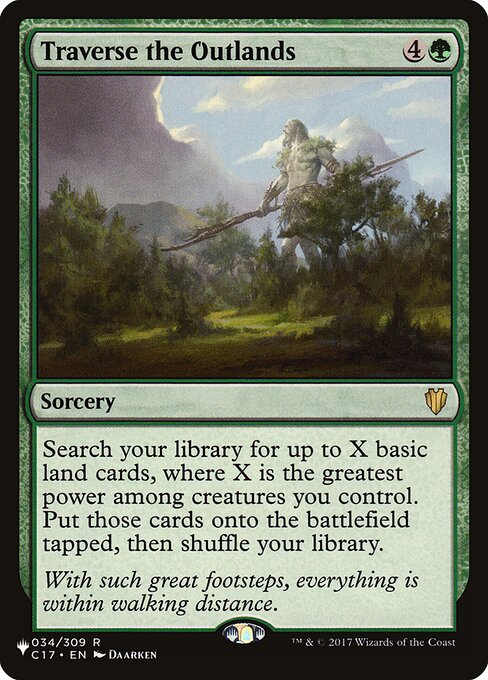 Traverse the Outlands 4
Sorcery
Search your library for up to X basic
land cards, where X is the greatest
power among creatures you control.
Put those cards onto the battlefield
tapped, then shuffle your library.
With such great footsteps, everything is
within walking distance.
034/309 R
C17 • EN DAARKEN
™ & © 2017 Wizards of the Coast